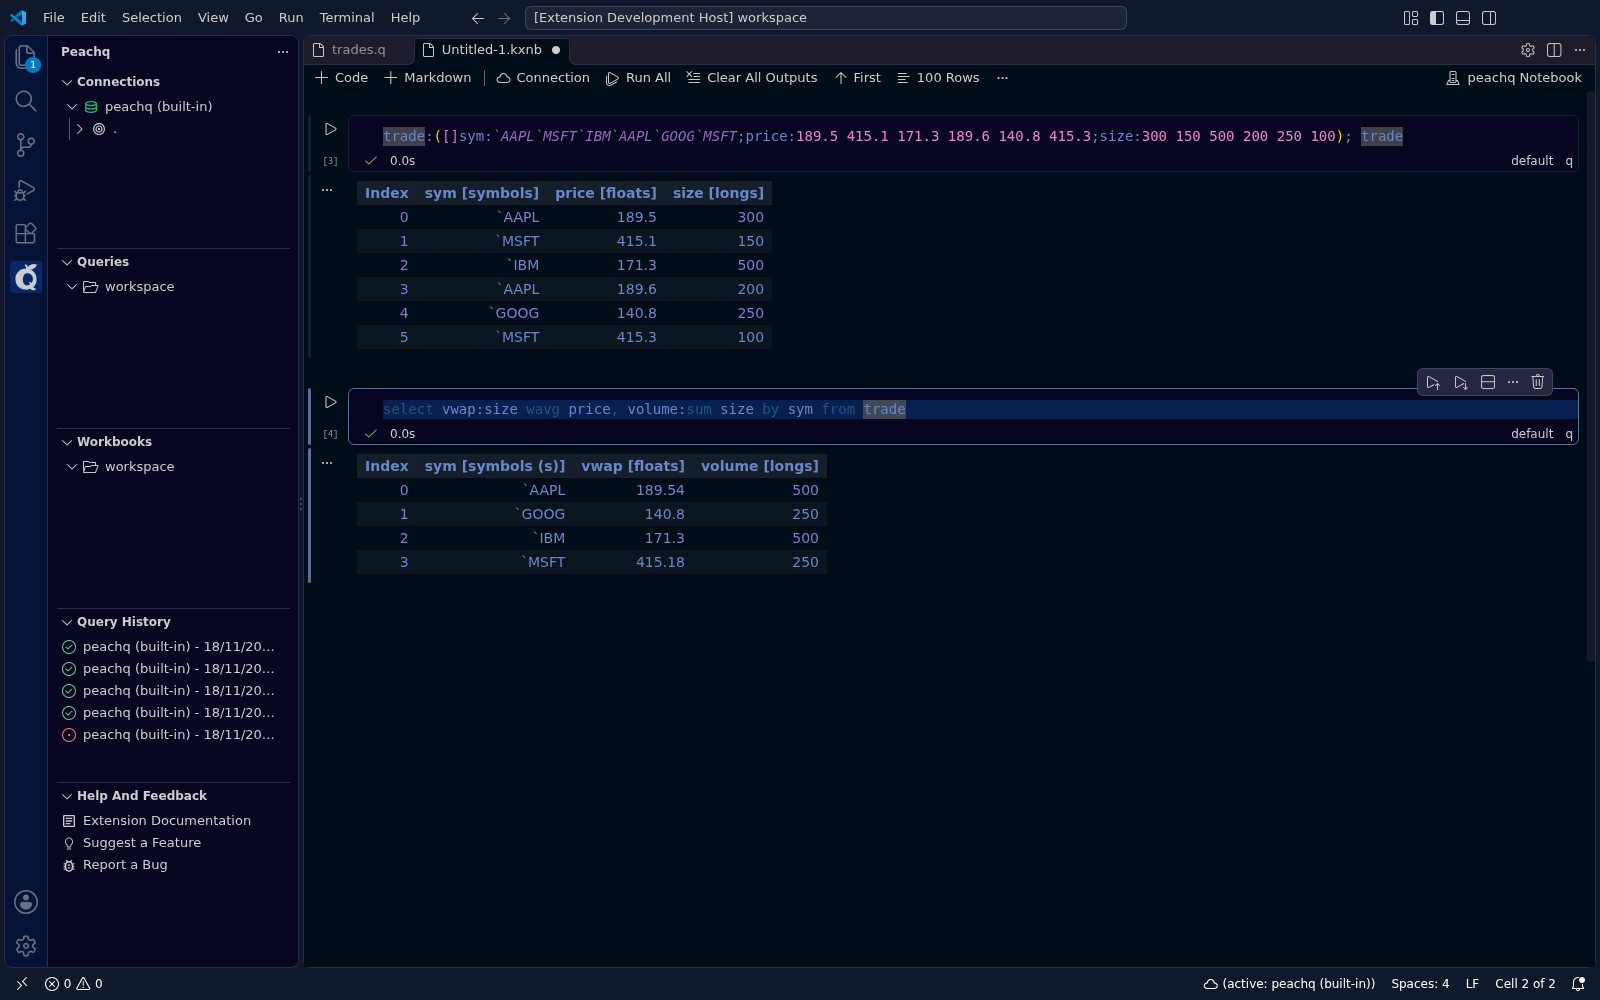 File Edit Selection View Go Run Terminal Help
[Extension Development Host] workspace
Peachq
trades.q
Untitled-1.kxnb
Code
Markdown
Connection
Run All
Clear All Outputs
First
100 Rows
peachq Notebook
1
Connections
peachq (built-in)
.
Queries
workspace
Workbooks
workspace
Query History
peachq (built-in) - 18/11/20...
peachq (built-in) - 18/11/20...
peachq (built-in) - 18/11/20...
peachq (built-in) - 18/11/20...
peachq (built-in) - 18/11/20...
Help And Feedback
Extension Documentation
Suggest a Feature
Report a Bug
trade:([]sym:`AAPL`MSFT`IBM`AAPL`GOOG`MSFT;price:189.5 415.1 171.3 189.6 140.8 415.3;size:300 150 500 200 250 100); trade
[3] 0.0s default q
Index sym [symbols] price [floats] size [longs]
0 `AAPL 189.5 300
1 `MSFT 415.1 150
2 `IBM 171.3 500
3 `AAPL 189.6 200
4 `GOOG 140.8 250
5 `MSFT 415.3 100
select vwap:size wavg price, volume:sum size by sym from trade
[4] 0.0s default q
Index sym [symbols (s)] vwap [floats] volume [longs]
0 `AAPL 189.54 500
1 `GOOG 140.8 250
2 `IBM 171.3 500
3 `MSFT 415.18 250
0 0
(active: peachq (built-in)) Spaces: 4 LF Cell 2 of 2